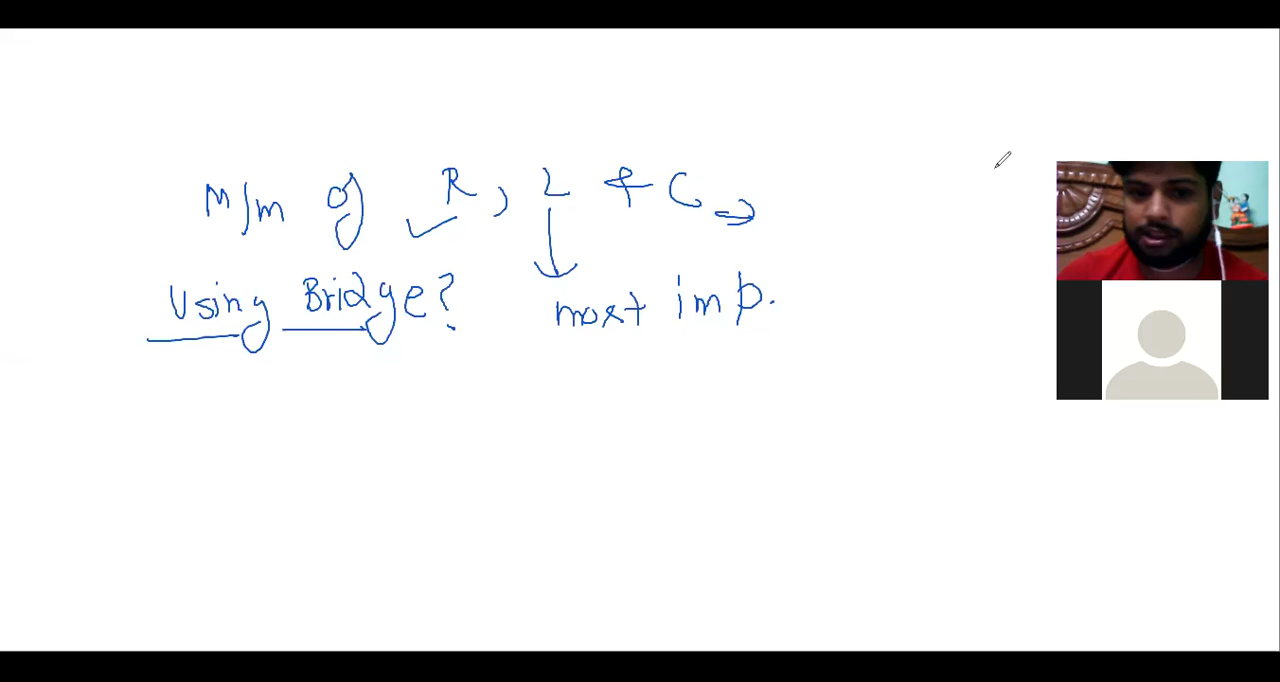 M/m of R, L & C →
Using Bridge? most imp.